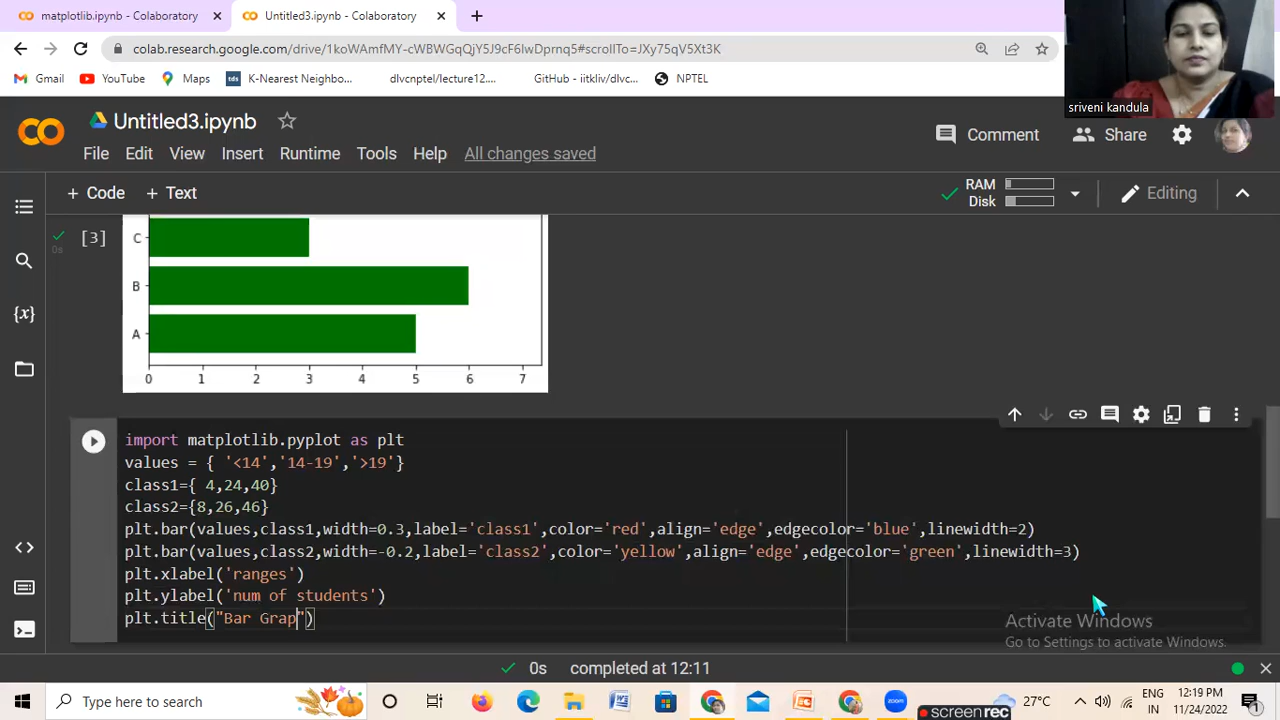 matplotlib.ipynb - Colaboratory
Untitled3.ipynb - Colaboratory
colab.research.google.com/drive/1koWAmfMY-cWBWGqQjY5J9cF6IwDprnq5#scrollTo=JXy75qV5Xt3K
Gmail
YouTube
Maps
tds
K-Nearest Neighbo...
dlvcnptel/lecture12....
GitHub - iitkliv/dlvc...
NPTEL
sriveni kandula
Untitled3.ipynb
Comment
Share
File Edit View Insert Runtime Tools Help All changes saved
+ Code + Text
RAM
Disk
Editing
[3]
0s
C
B
A
0 1 2 3 4 5 6 7
import matplotlib.pyplot as plt
values = { '<14','14-19','>19'}
class1={ 4,24,40}
class2={8,26,46}
plt.bar(values,class1,width=0.3,label='class1',color='red',align='edge',edgecolor='blue',linewidth=2)
plt.bar(values,class2,width=-0.2,label='class2',color='yellow',align='edge',edgecolor='green',linewidth=3)
plt.xlabel('ranges')
plt.ylabel('num of students')
plt.title("Bar Grap")
Activate Windows
Go to Settings to activate Windows.
0s completed at 12:11
Type here to search
zoom
27°C
ENG
IN
12:19 PM
11/24/2022
1
screenrec